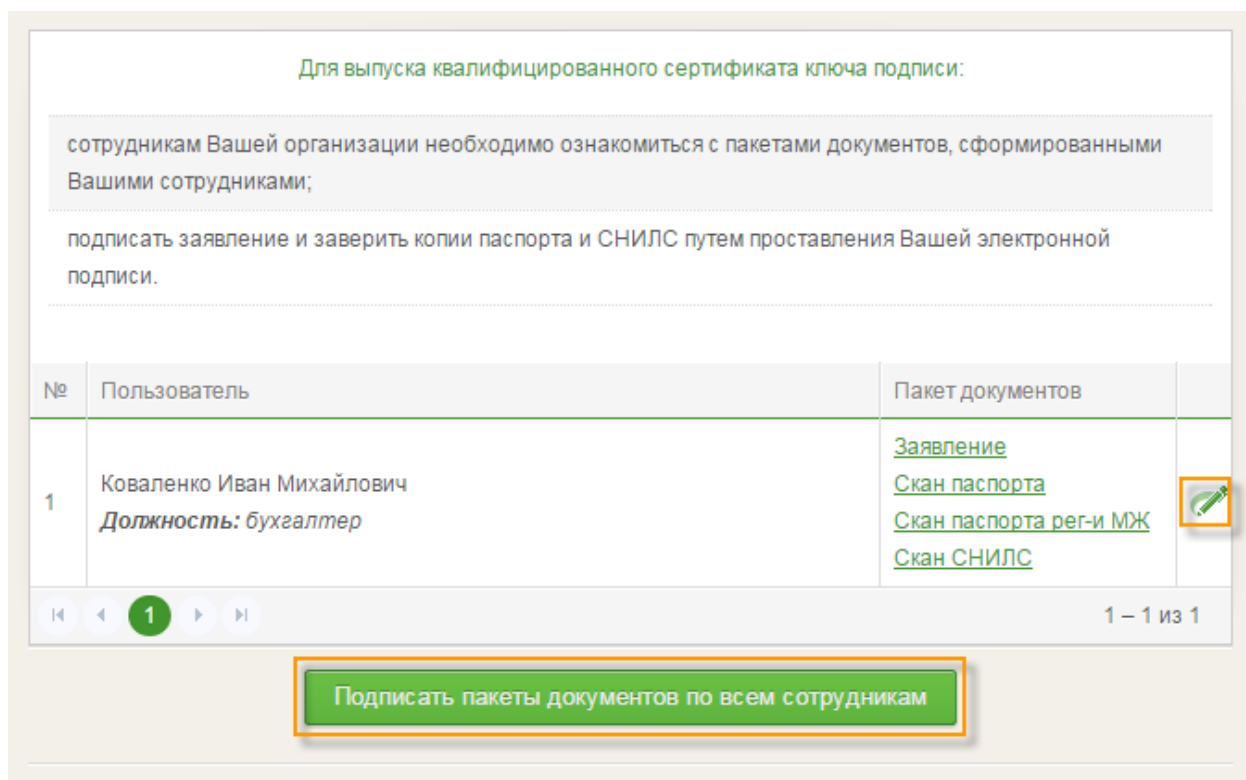 Для выпуска квалифицированного сертификата ключа подписи:
сотрудникам Вашей организации необходимо ознакомиться с пакетами документов, сформированными
Вашими сотрудниками;
подписать заявление и заверить копии паспорта и СНИЛС путем проставления Вашей электронной
подписи.
№ Пользователь Пакет документов
1 Коваленко Иван Михайлович
Должность: бухгалтер
Заявление
Скан паспорта
Скан паспорта рег-и МЖ
Скан СНИЛС
1 1 – 1 из 1
Подписать пакеты документов по всем сотрудникам